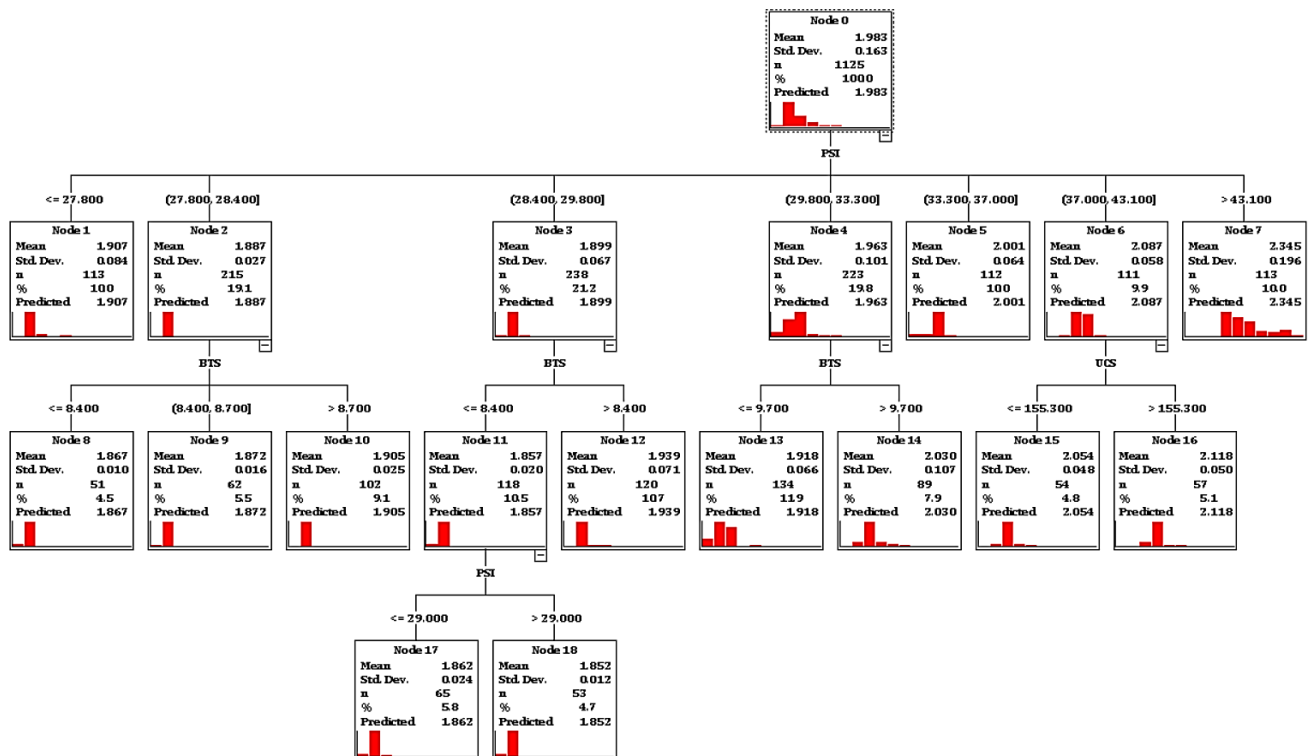 Node 0
Mean 1.983
Std. Dev. 0.163
n 1125
% 1000
Predicted 1.983
PSI
<= 27.800
(27.800, 28.400]
(28.400, 29.800]
(29.800, 33.300]
(33.300, 37.000]
(37.000, 43.100]
> 43.100
Node 1
Mean 1.907
Std. Dev. 0.084
n 113
% 100
Predicted 1.907
Node 2
Mean 1.887
Std. Dev. 0.027
n 215
% 19.1
Predicted 1.887
Node 3
Mean 1.899
Std. Dev. 0.067
n 238
% 21.2
Predicted 1.899
Node 4
Mean 1.963
Std. Dev. 0.101
n 223
% 19.8
Predicted 1.963
Node 5
Mean 2.001
Std. Dev. 0.064
n 112
% 100
Predicted 2.001
Node 6
Mean 2.087
Std. Dev. 0.058
n 111
% 9.9
Predicted 2.087
Node 7
Mean 2.345
Std. Dev. 0.196
n 113
% 10.0
Predicted 2.345
BTS
BTS
BTS
UCS
<= 8.400
(8.400, 8.700]
> 8.700
<= 8.400
> 8.400
<= 9.700
> 9.700
<= 155.300
> 155.300
Node 8
Mean 1.867
Std. Dev. 0.010
n 51
% 4.5
Predicted 1.867
Node 9
Mean 1.872
Std. Dev. 0.016
n 62
% 5.5
Predicted 1.872
Node 10
Mean 1.905
Std. Dev. 0.025
n 102
% 9.1
Predicted 1.905
Node 11
Mean 1.857
Std. Dev. 0.020
n 118
% 10.5
Predicted 1.857
Node 12
Mean 1.939
Std. Dev. 0.071
n 120
% 107
Predicted 1.939
Node 13
Mean 1.918
Std. Dev. 0.066
n 134
% 119
Predicted 1.918
Node 14
Mean 2.030
Std. Dev. 0.107
n 89
% 7.9
Predicted 2.030
Node 15
Mean 2.054
Std. Dev. 0.048
n 54
% 4.8
Predicted 2.054
Node 16
Mean 2.118
Std. Dev. 0.050
n 57
% 5.1
Predicted 2.118
PSI
<= 29.000
> 29.000
Node 17
Mean 1.862
Std. Dev. 0.024
n 65
% 5.8
Predicted 1.862
Node 18
Mean 1.852
Std. Dev. 0.012
n 53
% 4.7
Predicted 1.852